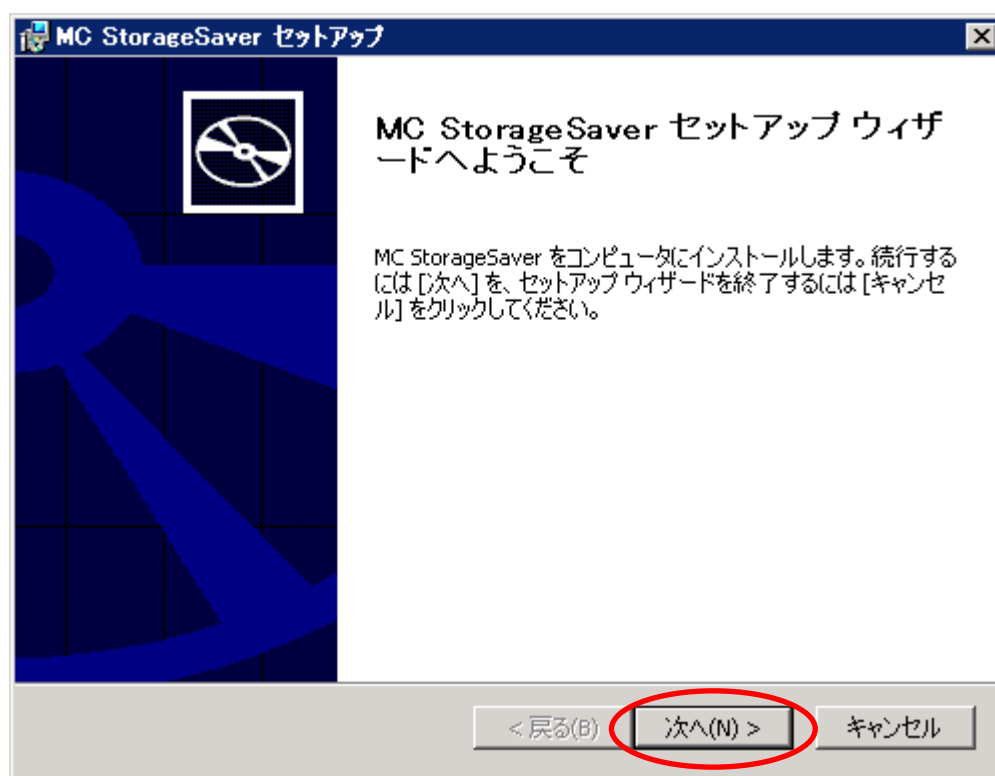 MC StorageSaver セットアップ
MC StorageSaver セットアップ ウィザ
ードへようこそ
MC StorageSaver をコンピュータにインストールします。続行する
には [次へ] を、セットアップ ウィザードを終了するには [キャンセ
ル] をクリックしてください。
< 戻る(B) 次へ(N) > キャンセル